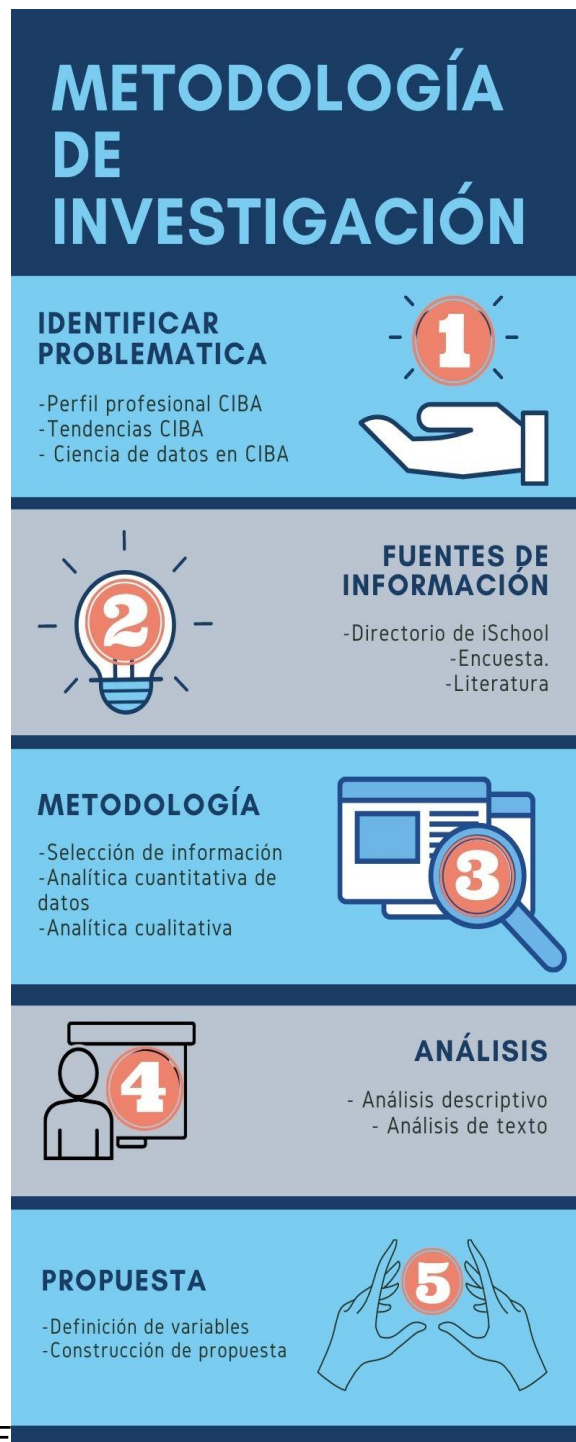 METODOLOGÍA
DE
INVESTIGACIÓN
IDENTIFICAR
PROBLEMATICA
1
-Perfil profesional CIBA
-Tendencias CIBA
- Ciencia de datos en CIBA
2
FUENTES DE
INFORMACIÓN
-Directorio de iSchool
-Encuesta.
-Literatura
METODOLOGÍA
-Selección de información
-Analítica cuantitativa de
datos
-Analítica cualitativa
3
4
ANÁLISIS
- Análisis descriptivo
- Análisis de texto
PROPUESTA
-Definición de variables
-Construcción de propuesta
5